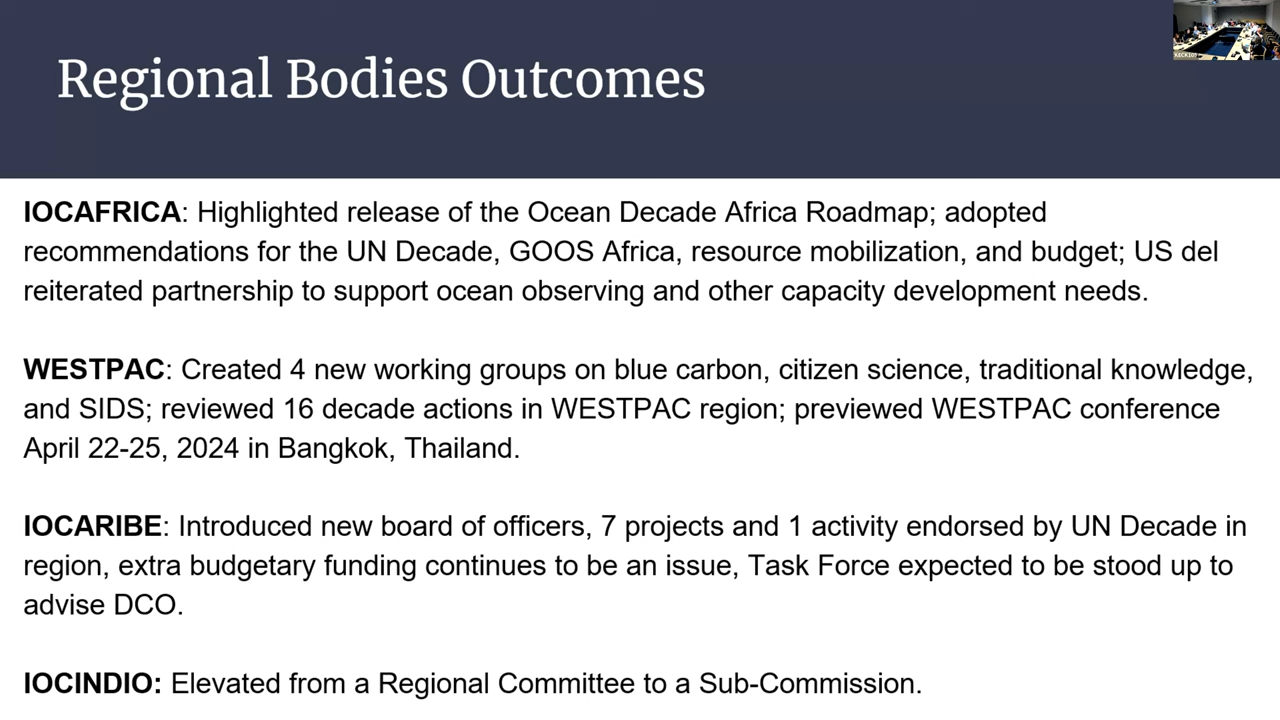 Regional Bodies Outcomes
IOCAFRICA: Highlighted release of the Ocean Decade Africa Roadmap; adopted
recommendations for the UN Decade, GOOS Africa, resource mobilization, and budget; US del
reiterated partnership to support ocean observing and other capacity development needs.
WESTPAC: Created 4 new working groups on blue carbon, citizen science, traditional knowledge,
and SIDS; reviewed 16 decade actions in WESTPAC region; previewed WESTPAC conference
April 22-25, 2024 in Bangkok, Thailand.
IOCARIBE: Introduced new board of officers, 7 projects and 1 activity endorsed by UN Decade in
region, extra budgetary funding continues to be an issue, Task Force expected to be stood up to
advise DCO.
IOCINDIO: Elevated from a Regional Committee to a Sub-Commission.